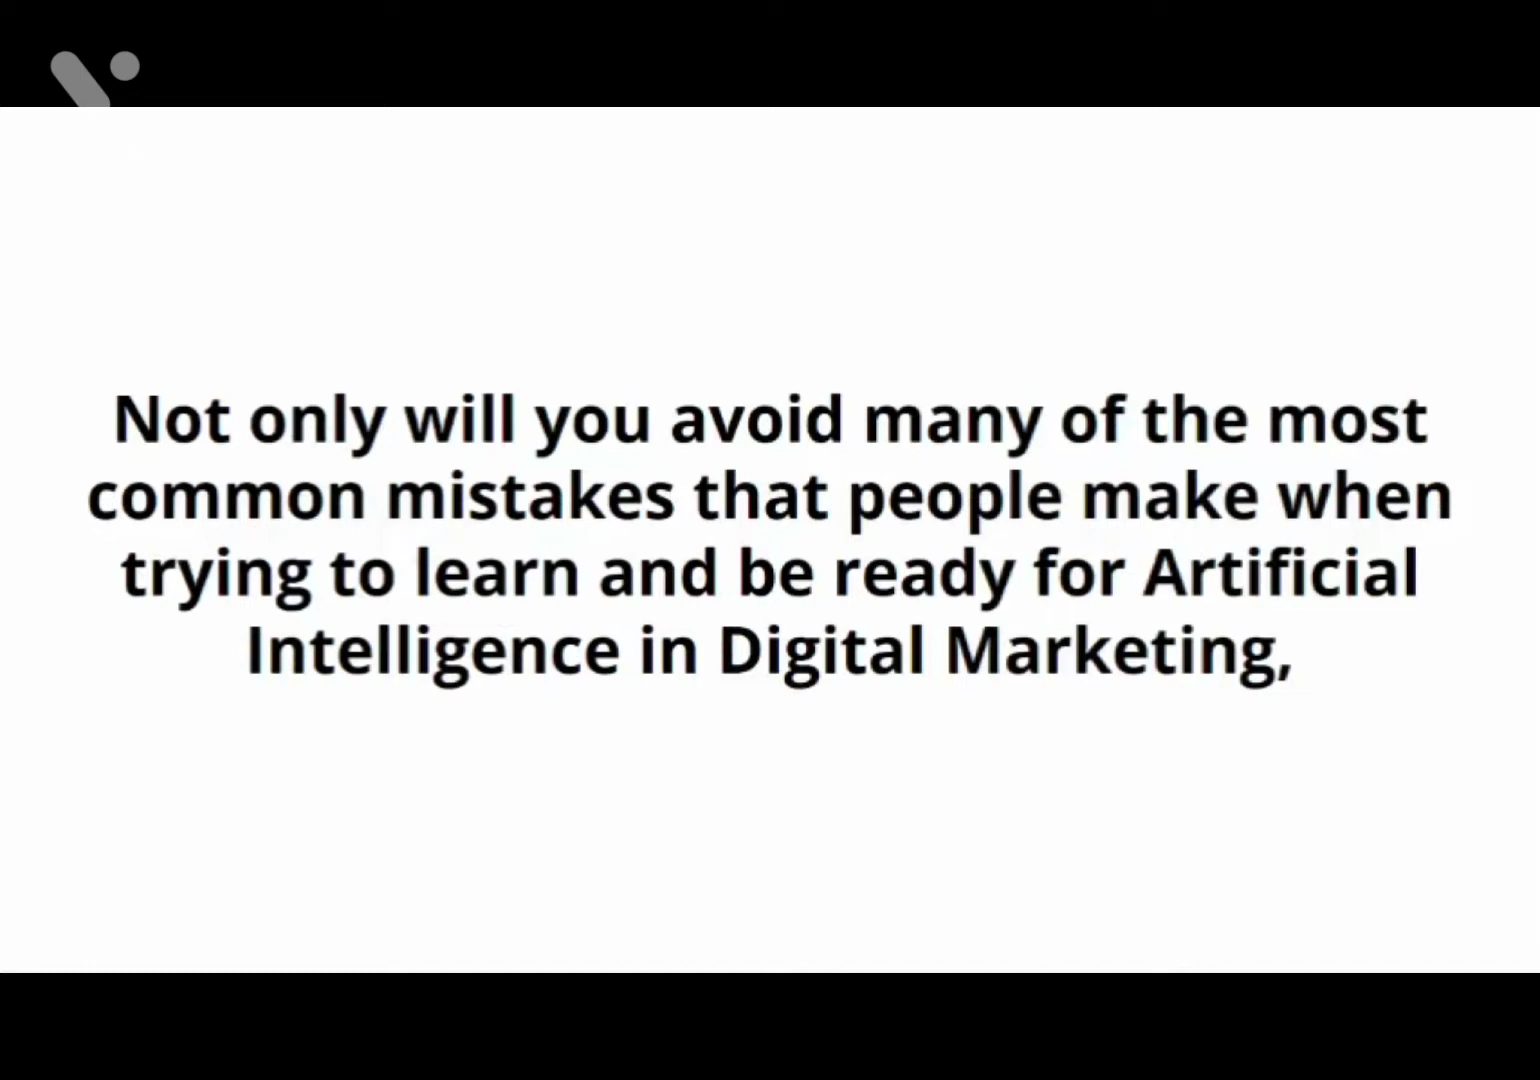 Not only will you avoid many of the most
common mistakes that people make when
trying to learn and be ready for Artificial
Intelligence in Digital Marketing,